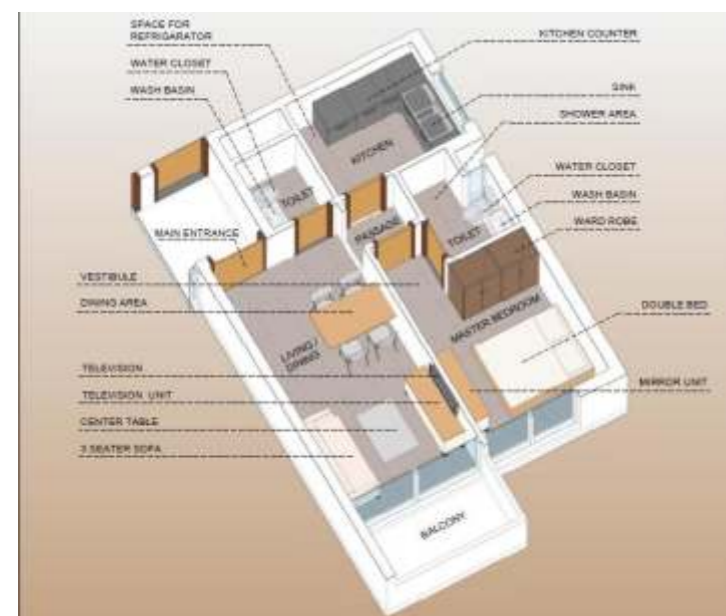 SPACE FOR
REFRIGARATOR
WATER CLOSET
WASH BASIN
KITCHEN COUNTER
SINK
SHOWER AREA
WATER CLOSET
WASH BASIN
WARD ROBE
KITCHEN
TOILET
PASSAGE
TOILET
MAIN ENTRANCE
VESTIBULE
DINING AREA
MASTER BEDROOM
DOUBLE BED
LIVING /
DINING
TELEVISION
TELEVISION UNIT
MIRROR UNIT
CENTER TABLE
3 SEATER SOFA
BALCONY